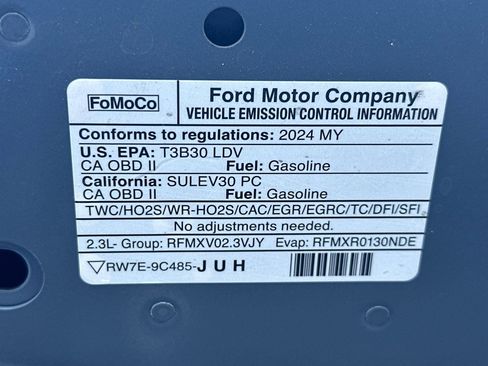 FoMoCo
Ford Motor Company
VEHICLE EMISSION CONTROL INFORMATION
Conforms to regulations: 2024 MY
U.S. EPA: T3B30 LDV
CA OBD II Fuel: Gasoline
California: SULEV30 PC
CA OBD II Fuel: Gasoline
TWC/HO2S/WR-HO2S/CAC/EGR/EGRC/TC/DFI/SFI
No adjustments needed.
2.3L- Group: RFMXV02.3VJY Evap: RFMXR0130NDE
RW7E-9C485-JUH